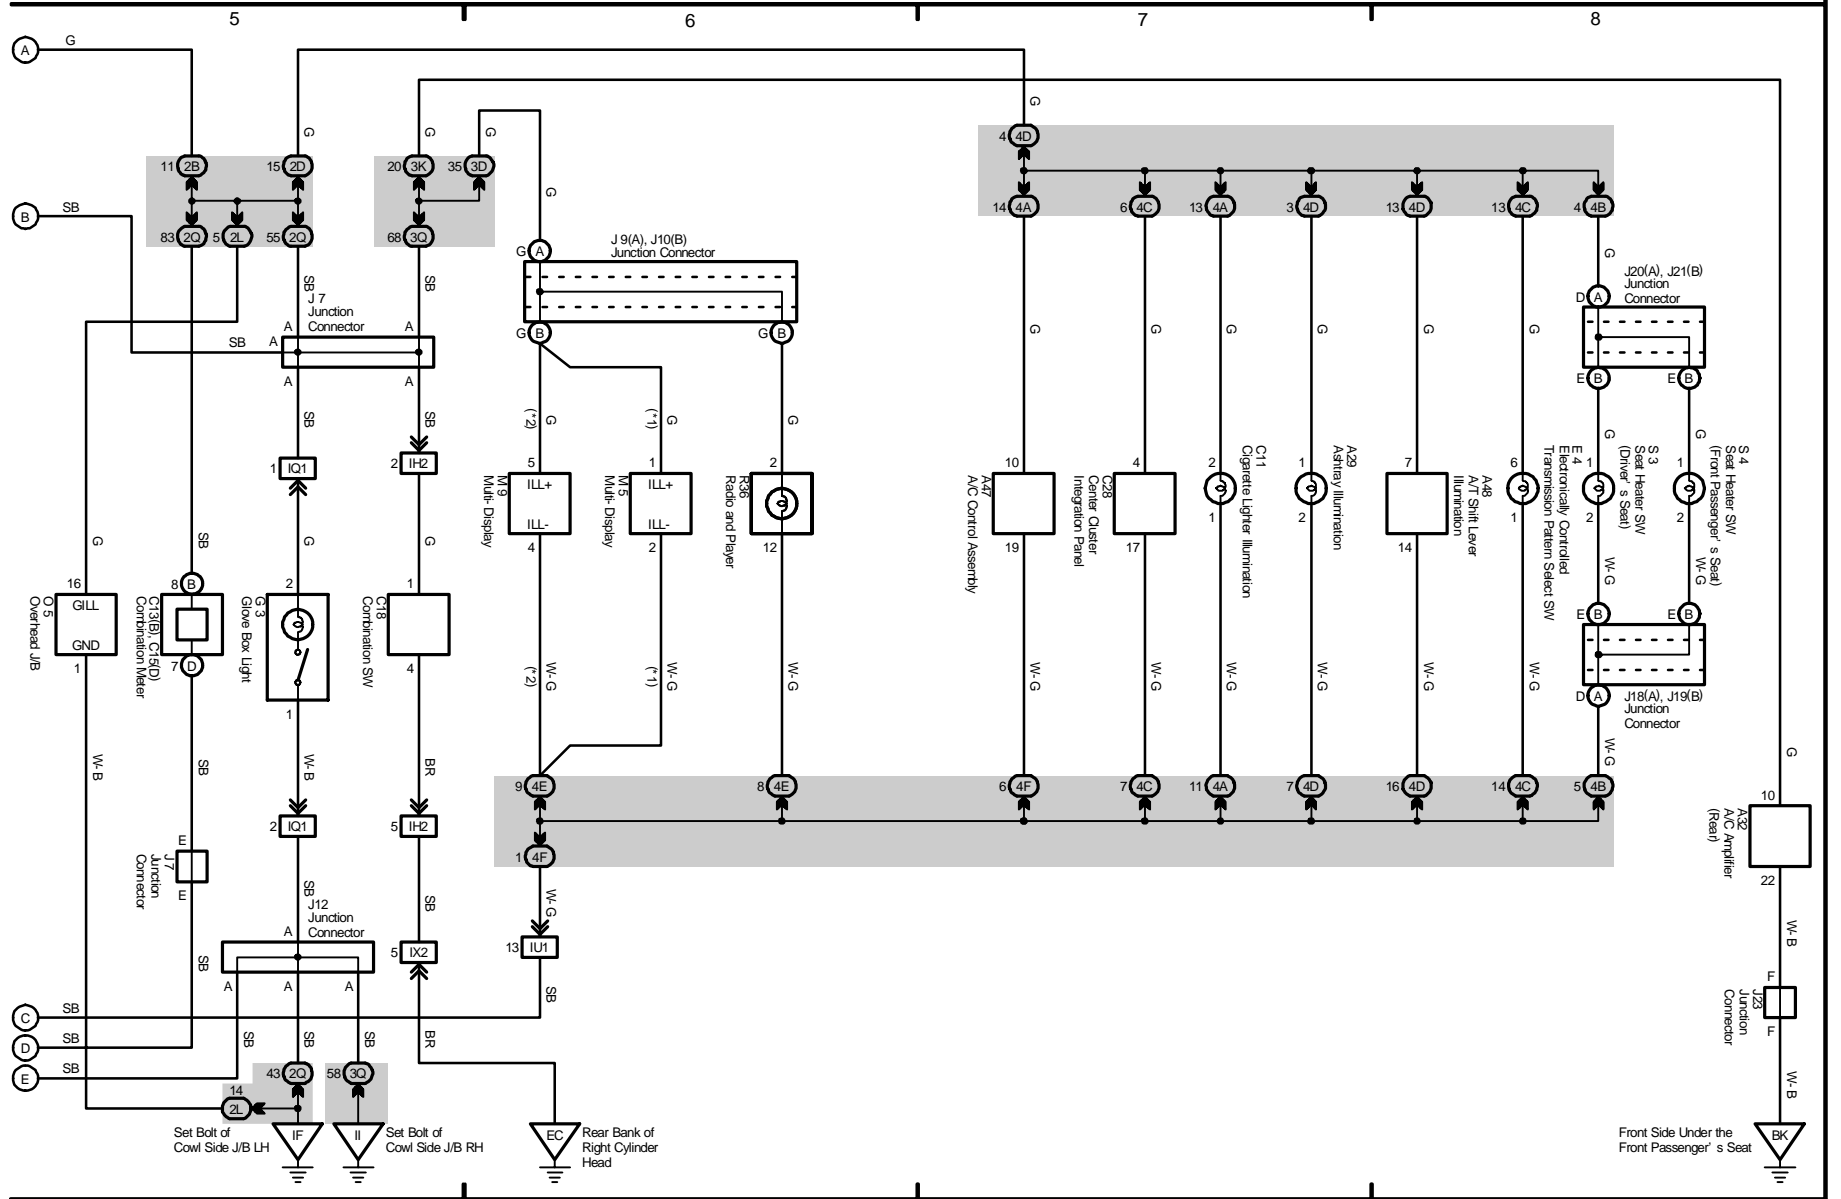 5
6
7
8
A
G
G
G
G
G
11
2B
15
2D
20
3K
35
3D
4
4D
B
SB
83
2Q
5
2L
55
2Q
68
3Q
14
4A
6
4C
13
4A
3
4D
13
4D
13
4C
4
4B
G
G
SB
SB
J 7
Junction
Connector
A
A
SB
A
A
A
G
A
J 9(A), J10(B)
Junction Connector
G
B
G
B
J20(A), J21(B)
Junction
Connector
D
A
E
B
E
B
G
G
G
G
G
G
SB
SB
(*2)
G
(*1)
G
G
G
G
1
IQ1
2
IH2
5
ILL+
ILL-
4
M 9
Multi- Display
1
ILL+
ILL-
2
M 5
Multi- Display
2
12
R36
Radio and Player
10
19
A47
A/C Control Assembly
4
17
C28
Center Cluster
Integration Panel
2
1
C11
Cigarette Lighter Illumination
1
2
A29
Ashtray Illumination
7
14
A48
A/T Shift Lever
Illumination
6
1
E 4
Electronically Controlled
Transmission Pattern Select SW
1
2
S 3
Seat Heater SW
(Driver' s Seat)
1
2
S 4
Seat Heater SW
(Front Passenger' s Seat)
G
SB
G
G
W- G
W- G
16
GILL
GND
1
O 5
Overhead J/B
8
B
7
D
C13(B), C15(D)
Combination Meter
2
1
G 3
Glove Box Light
1
4
C18
Combination SW
E
B
E
B
D
A
J18(A), J19(B)
Junction
Connector
(*2)
W- G
(*1)
W- G
W- G
W- G
W- G
W- G
W- G
W- G
W- G
W- G
W- B
SB
W- B
BR
G
9
4E
8
4E
6
4F
7
4C
11
4A
7
4D
16
4D
14
4C
5
4B
1
4F
10
22
A32
A/C Amplifier
(Rear)
2
IQ1
5
IH2
E
E
J 7
Junction
Connector
SB
J12
Junction
Connector
A
A
A
A
SB
SB
5
IX2
W- G
13
IU1
SB
W- B
F
F
J23
Junction
Connector
W- B
C
SB
D
SB
E
SB
SB
SB
SB
BR
14
2L
43
2Q
58
3Q
Set Bolt of
Cowl Side J/B LH
IF
II
Set Bolt of
Cowl Side J/B RH
EC
Rear Bank of
Right Cylinder
Head
Front Side Under the
Front Passenger' s Seat
BK